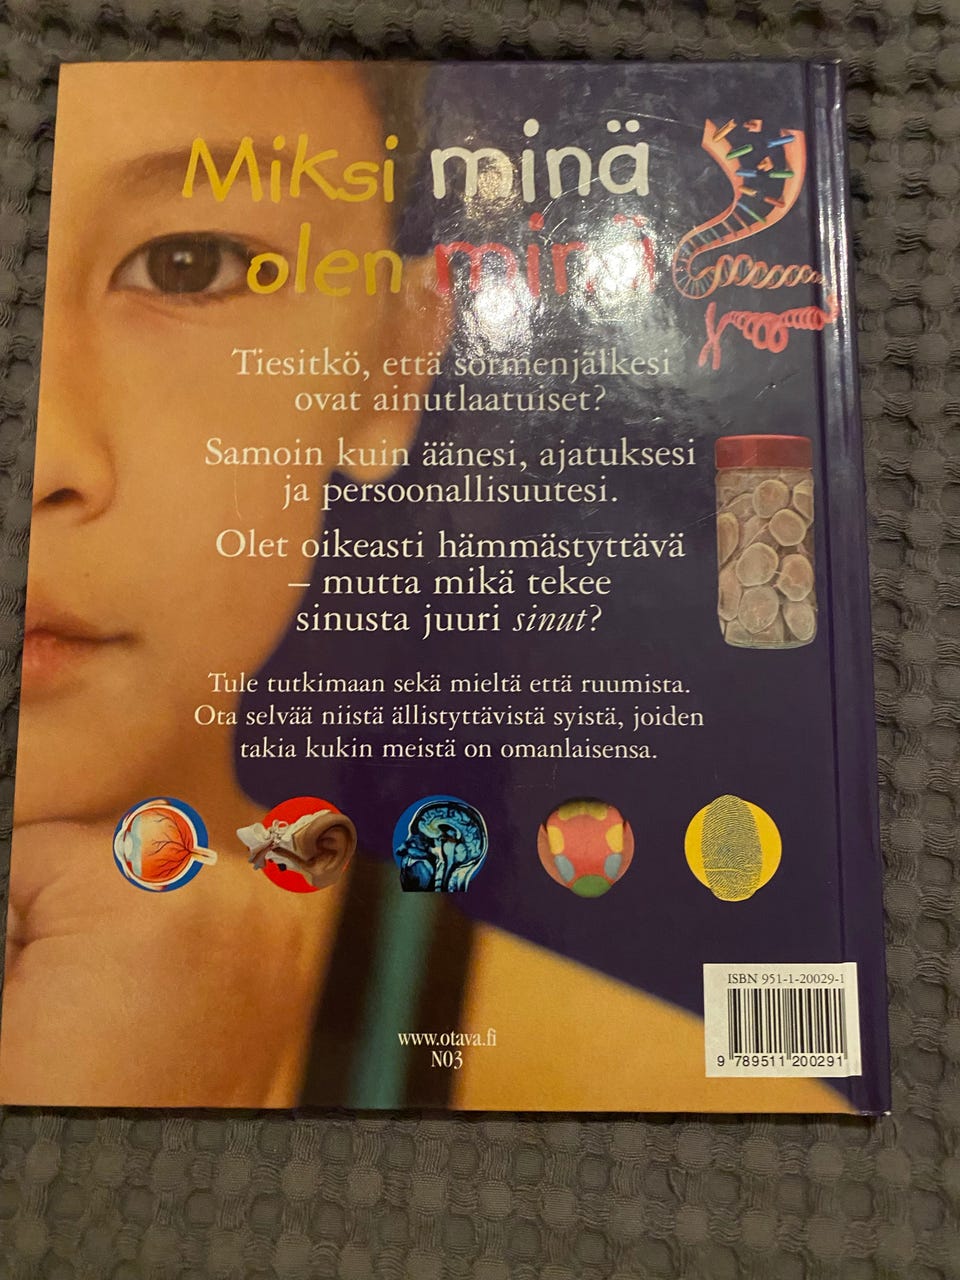 Miksi minä
olen minä
Tiesitkö, että sormenjälkesi
ovat ainutlaatuiset?
Samoin kuin äänesi, ajatuksesi
ja persoonallisuutesi.
Olet oikeasti hämmästyttävä
– mutta mikä tekee
sinusta juuri sinut?
Tule tutkimaan sekä mieltä että ruumista.
Ota selvää niistä ällistyttävistä syistä, joiden
takia kukin meistä on omanlaisensa.
ISBN 951-1-20029-1
9 789511 200291
www.otava.fi
N03